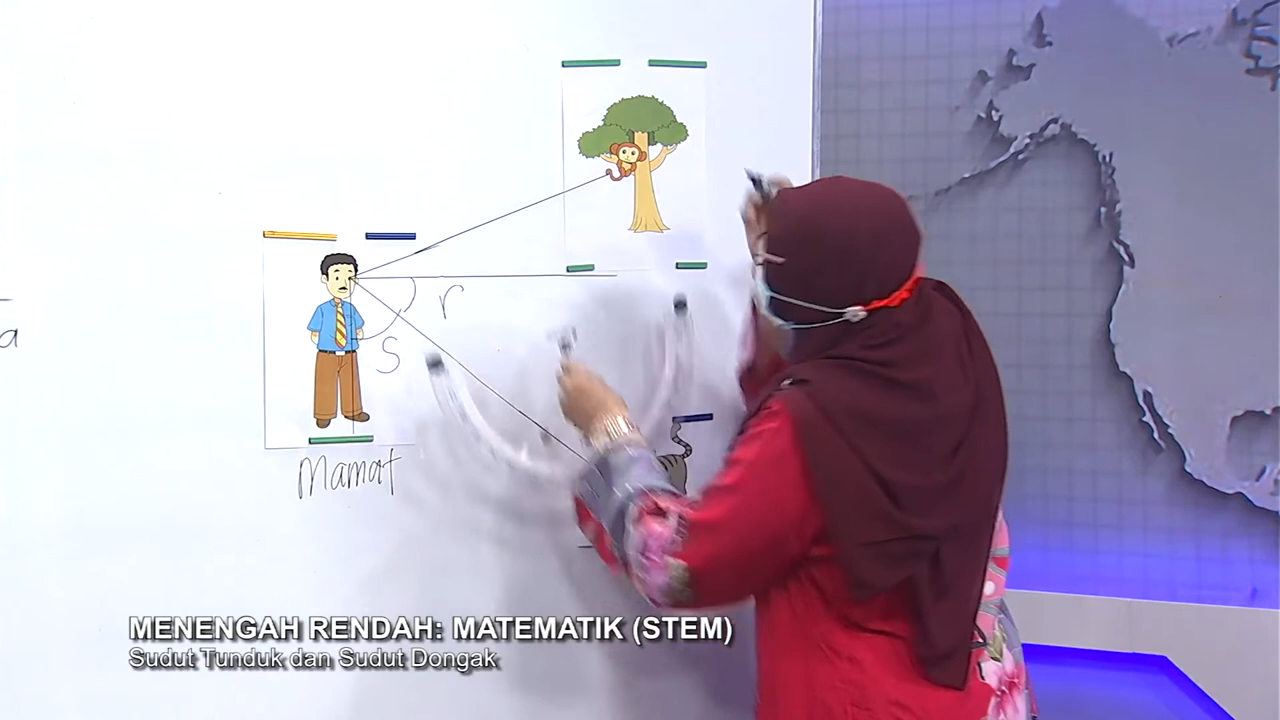 a
r
S
Mamat
MENENGAH RENDAH: MATEMATIK (STEM)
Sudut Tunduk dan Sudut Dongak